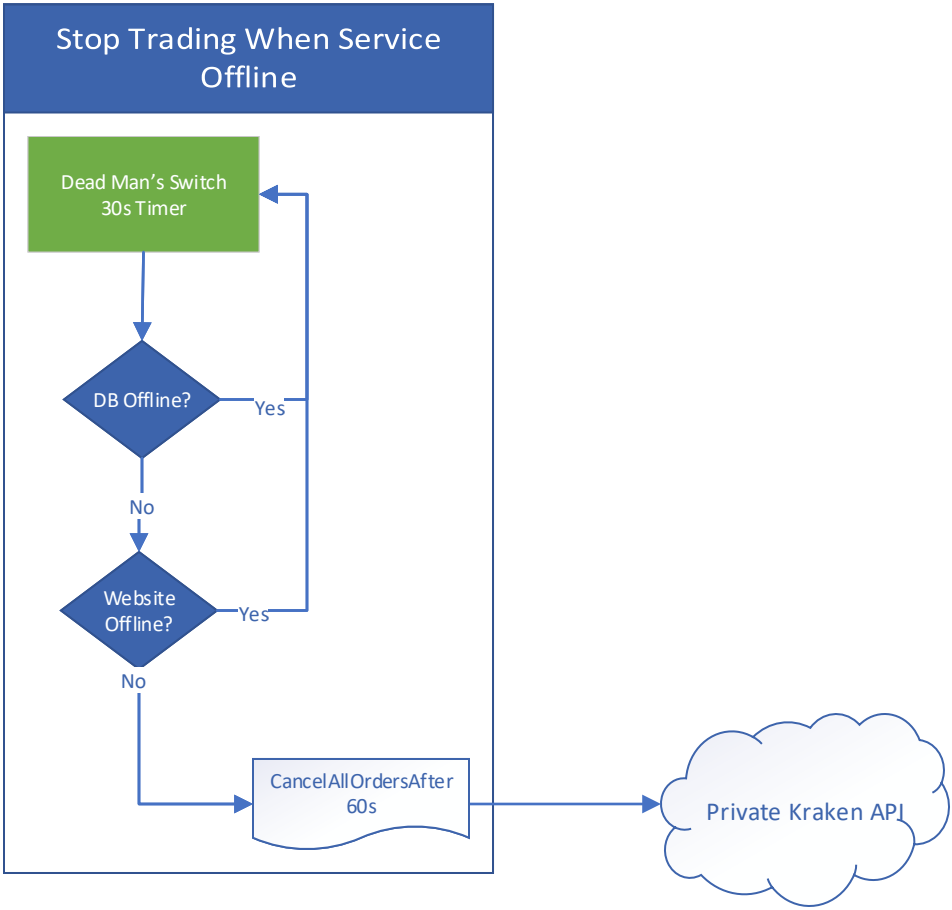 Stop Trading When Service
Offline
Dead Man's Switch
30s Timer
DB Offline?
Yes
No
Website
Offline?
Yes
No
CancelAllOrdersAfter
60s
Private Kraken API